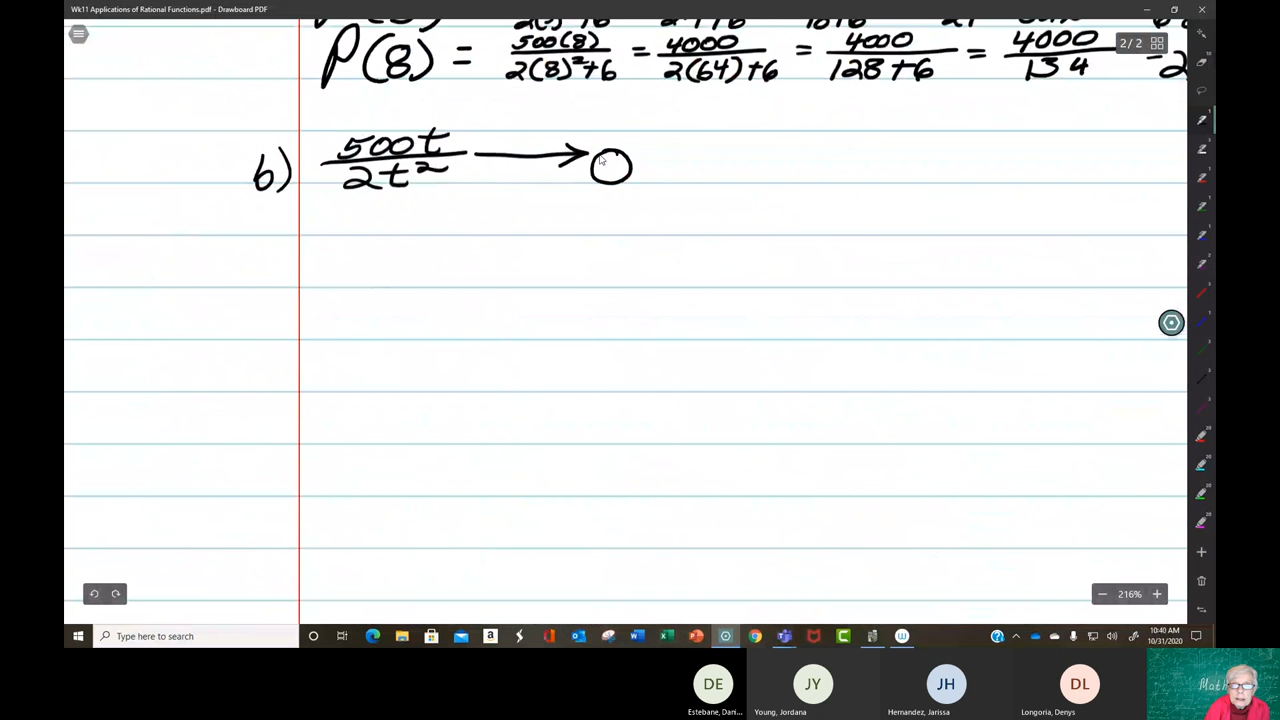 Wk11 Applications of Rational Functions.pdf - Drawboard PDF
P(8) = 500(8) / 2(8)²+6 = 4000 / 2(64)+6 = 4000 / 128+6 = 4000 / 134
2/2
b) 500t / 2t² → 0
216%
Type here to search
10:40 AM
10/31/2020
DE
JY
JH
DL
Estebane, Dani...
Young, Jordana
Hernandez, Jarissa
Longoria, Denys